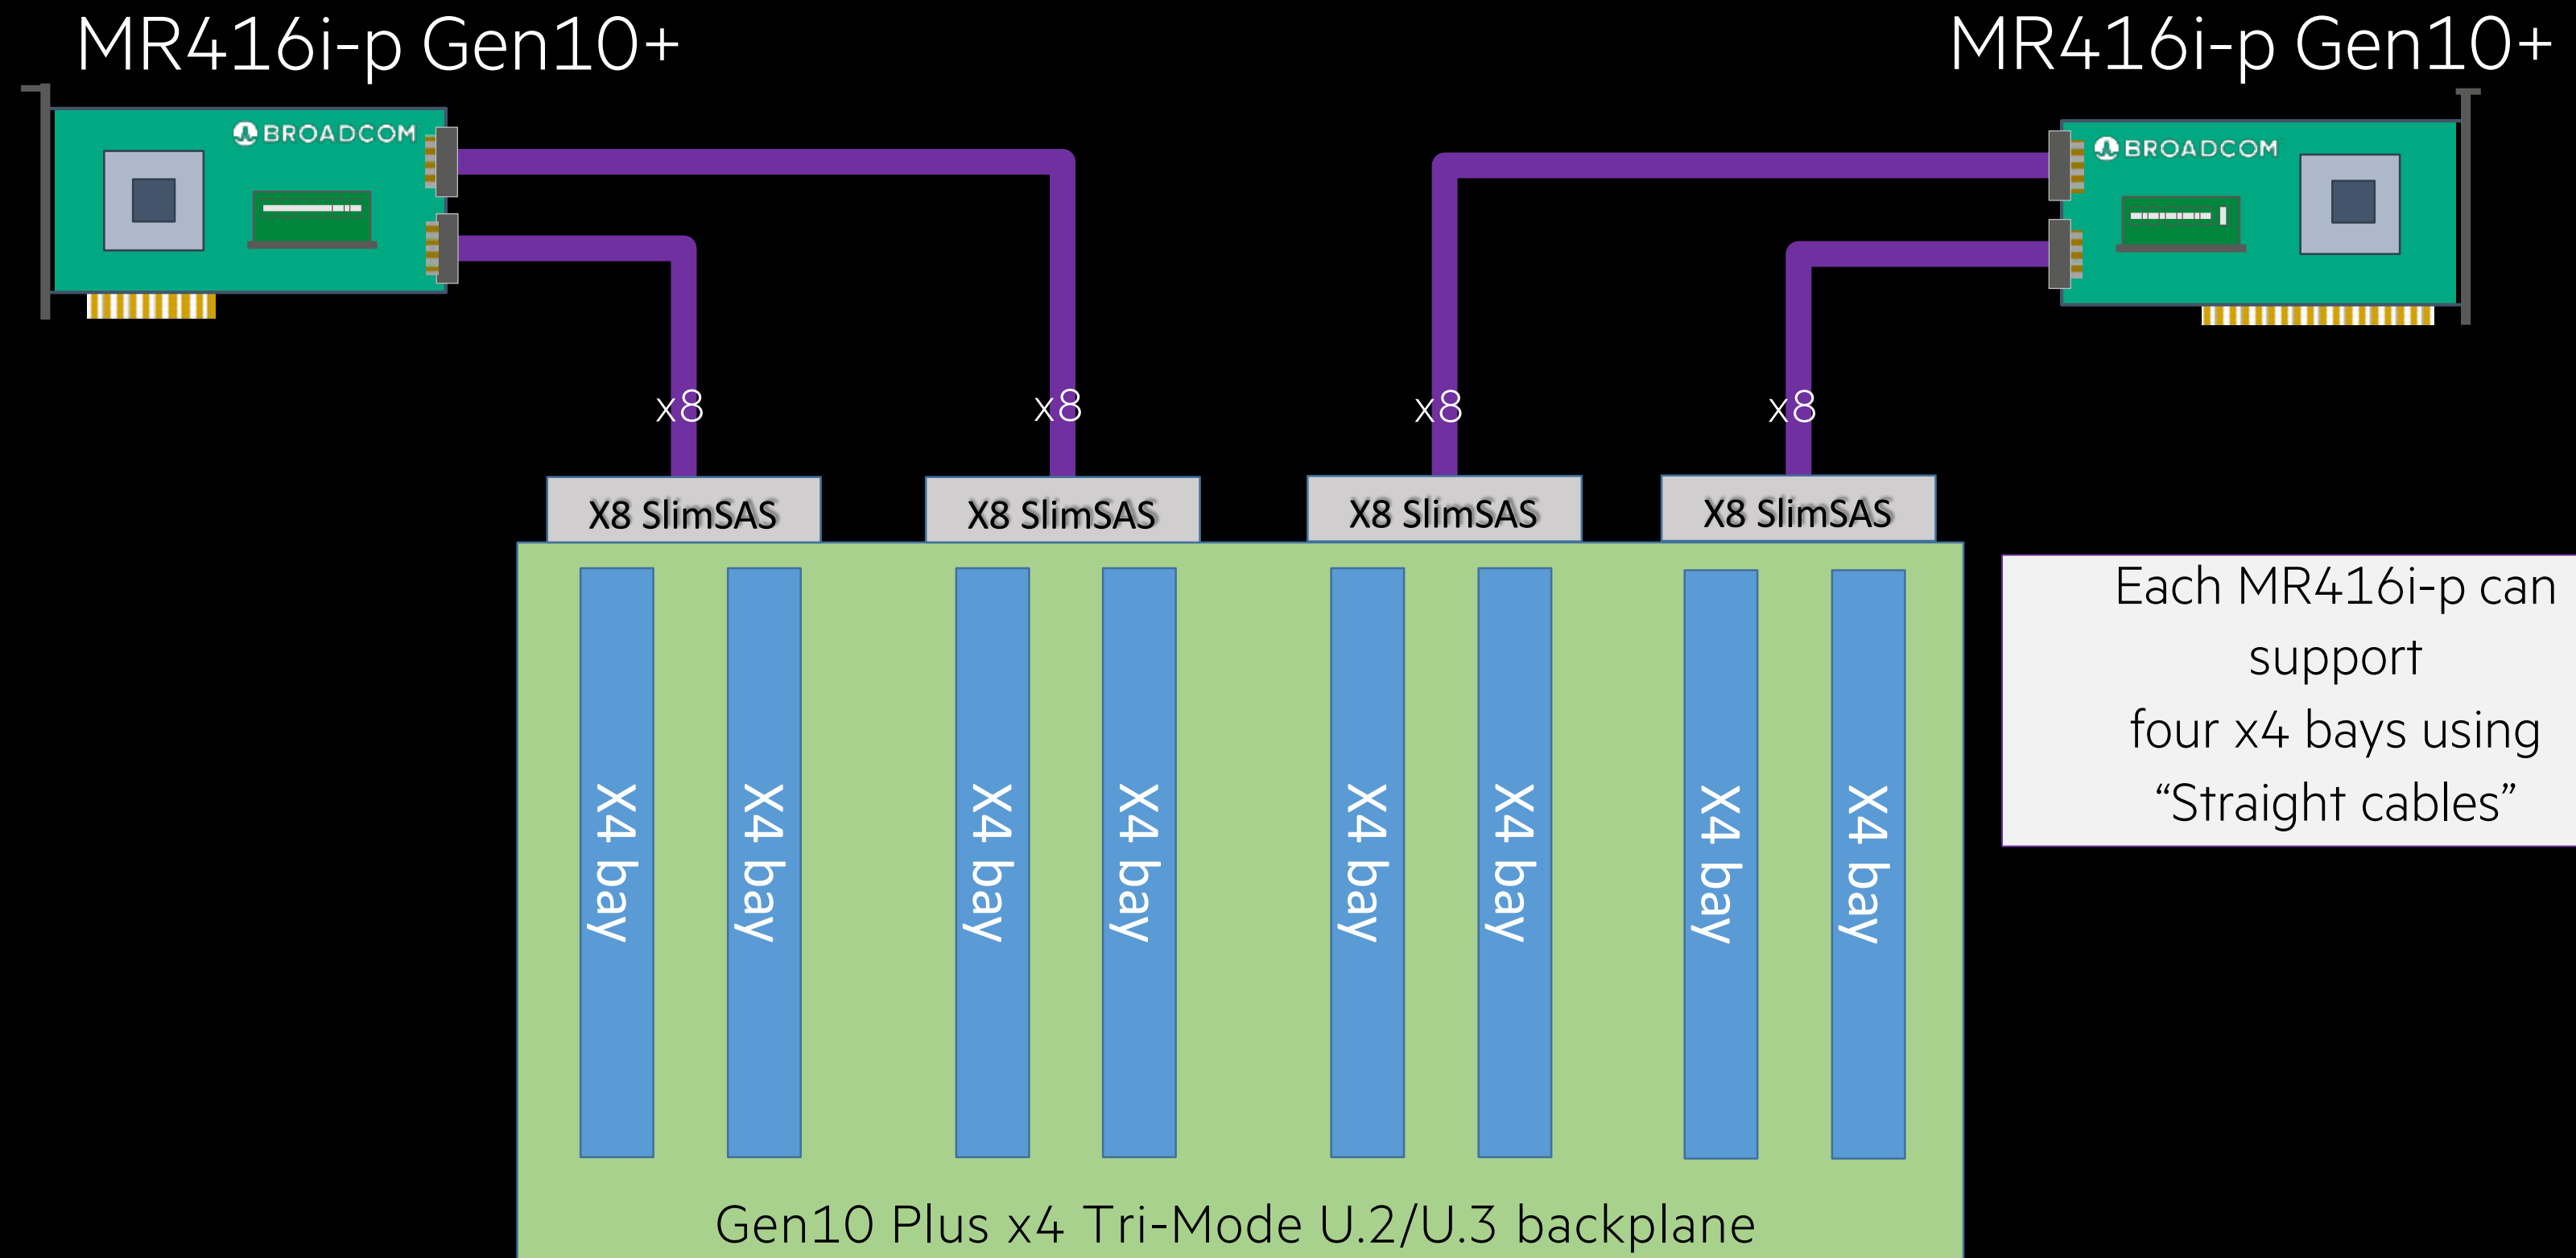 MR416i-p Gen10+
MR416i-p Gen10+
BROADCOM
BROADCOM
x8
x8
x8
x8
X8 SlimSAS
X8 SlimSAS
X8 SlimSAS
X8 SlimSAS
X4 bay
X4 bay
X4 bay
X4 bay
X4 bay
X4 bay
X4 bay
X4 bay
Each MR416i-p can
support
four x4 bays using
“Straight cables”
Gen10 Plus x4 Tri-Mode U.2/U.3 backplane